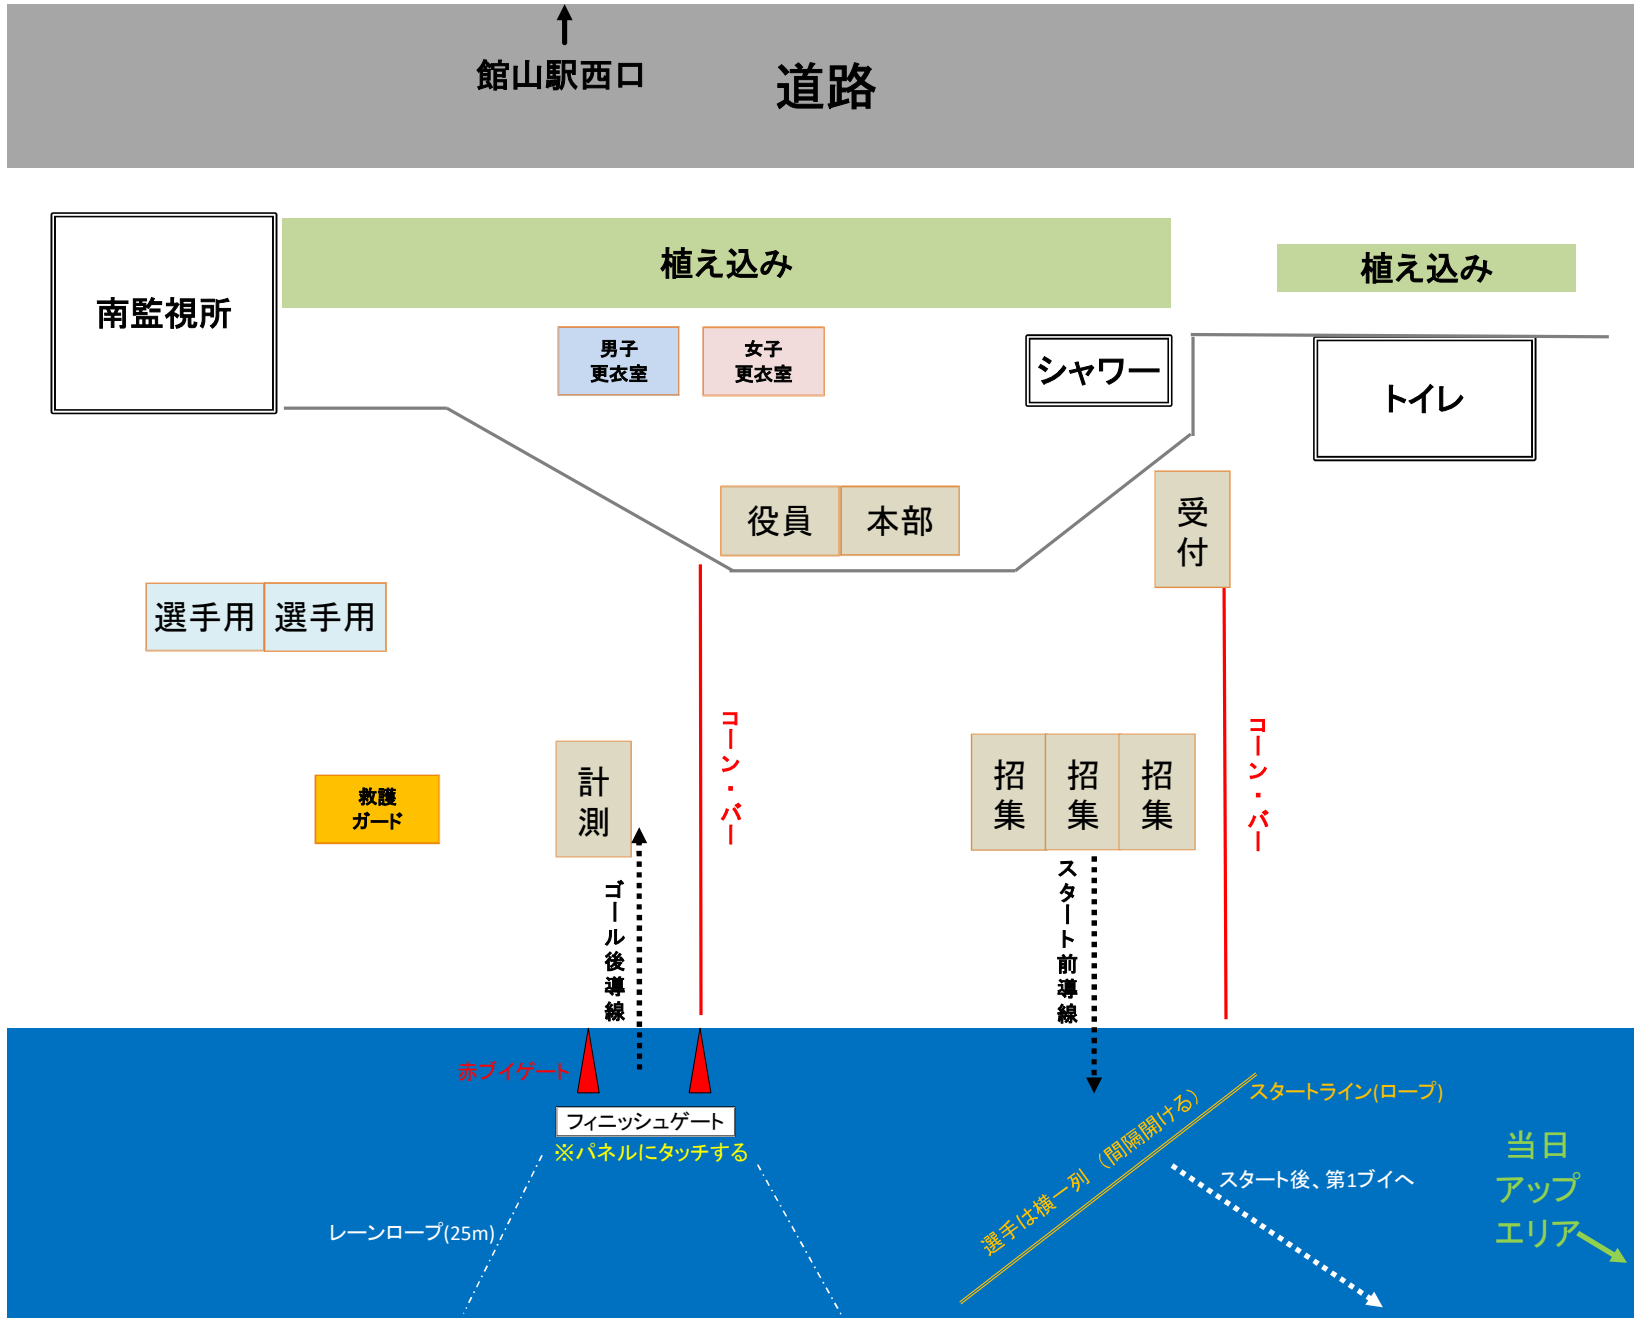 館山駅西口
道路
植え込み
植え込み
南監視所
男子
更衣室
女子
更衣室
シャワー
トイレ
役員
本部
受付
選手用
選手用
コーン・バー
コーン・バー
計測
招集
招集
招集
救護
ガード
ゴール後導線
スタート前導線
赤ブイゲート
フィニッシュゲート
※パネルにタッチする
レーンロープ(25m)
選手は横一列（間隔開ける）
スタートライン(ロープ)
スタート後、第1ブイへ
当日
アップ
エリア